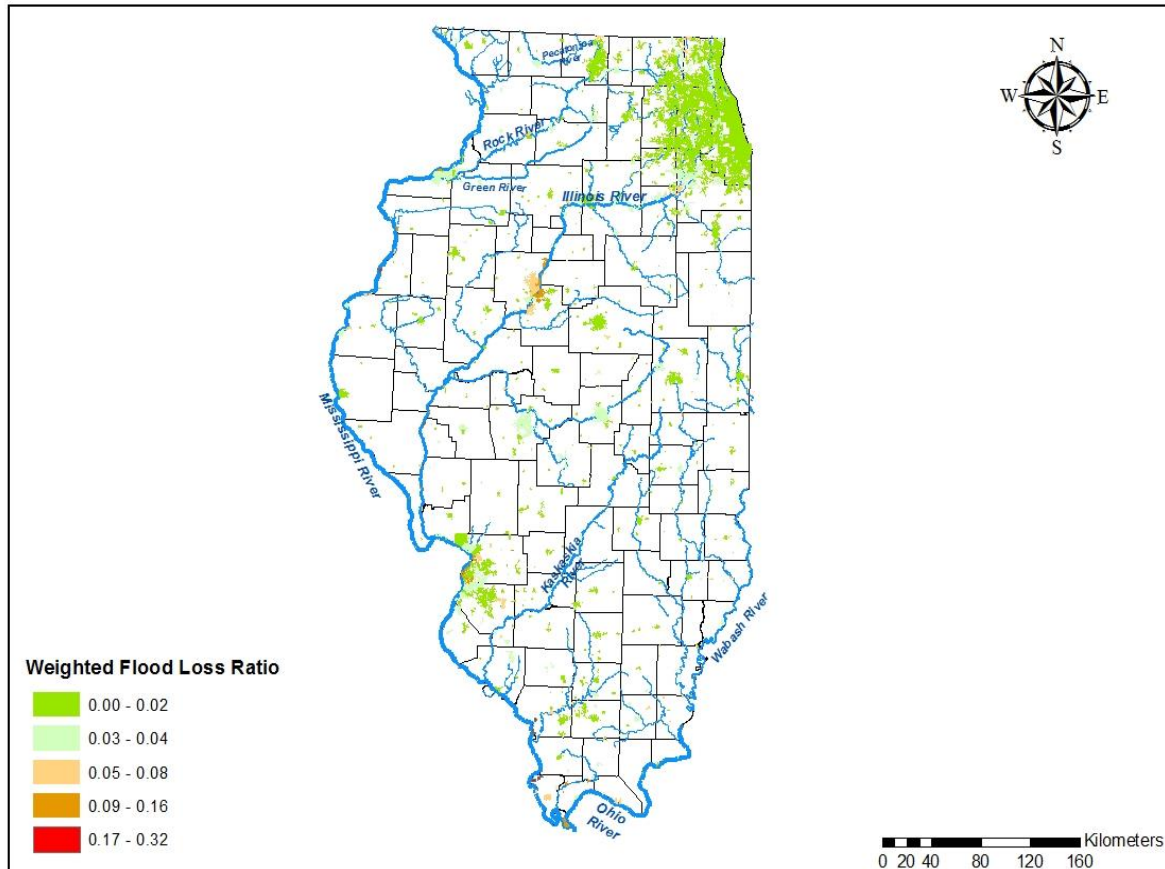 Pecatonica
River
N
W
E
S
Rock River
Green River
Illinois River
Mississippi River
Kaskaskia
River
Wabash River
Ohio
River
Weighted Flood Loss Ratio
0.00 - 0.02
0.03 - 0.04
0.05 - 0.08
0.09 - 0.16
0.17 - 0.32
Kilometers
0 20 40 80 120 160